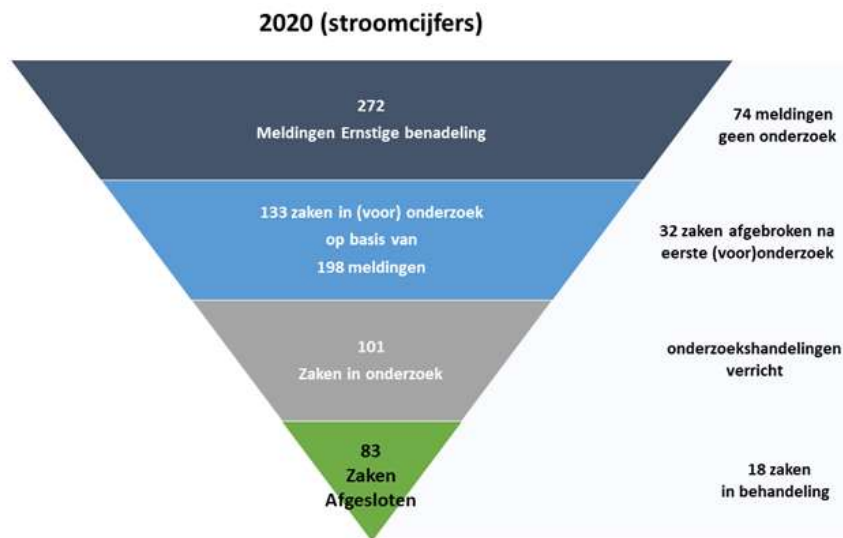 2020 (stroomcijfers)
272
Meldingen Ernstige benadeling
74 meldingen
geen onderzoek
133 zaken in (voor) onderzoek
op basis van
198 meldingen
32 zaken afgebroken na
eerste (voor)onderzoek
101
Zaken in onderzoek
onderzoekshandelingen
verricht
83
Zaken
Afgesloten
18 zaken
in behandeling